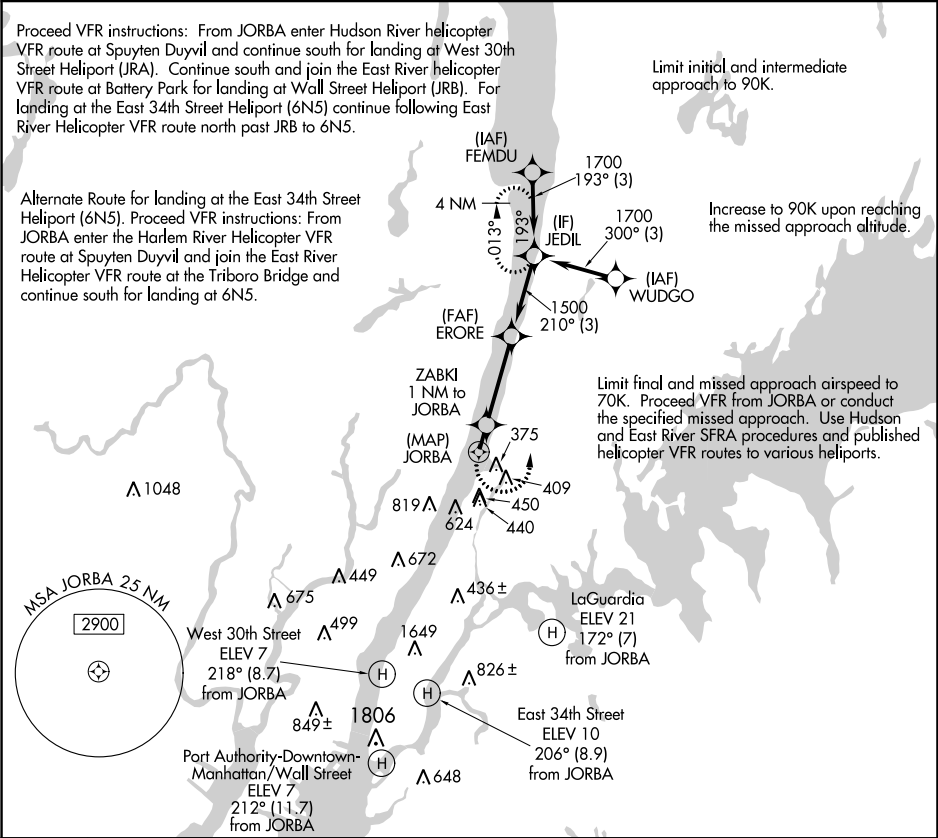 Proceed VFR instructions: From JORBA enter Hudson River helicopter
VFR route at Spuyten Duyvil and continue south for landing at West 30th
Street Heliport (JRA). Continue south and join the East River helicopter
VFR route at Battery Park for landing at Wall Street Heliport (JRB). For
landing at the East 34th Street Heliport (6N5) continue following East
River Helicopter VFR route north past JRB to 6N5.
Limit initial and intermediate
approach to 90K.
Alternate Route for landing at the East 34th Street
Heliport (6N5). Proceed VFR instructions: From
JORBA enter the Harlem River Helicopter VFR
route at Spuyten Duyvil and join the East River
Helicopter VFR route at the Triboro Bridge and
continue south for landing at 6N5.
(IAF)
FEMDU
1700
193° (3)
4 NM
013°
193°
(IF)
JEDIL
1700
300° (3)
Increase to 90K upon reaching
the missed approach altitude.
(IAF)
WUDGO
1500
210° (3)
(FAF)
ERORE
ZABKI
1 NM to
JORBA
(MAP)
JORBA
Limit final and missed approach airspeed to
70K. Proceed VFR from JORBA or conduct
the specified missed approach. Use Hudson
and East River SFRA procedures and published
helicopter VFR routes to various heliports.
375
409
450
440
1048
819
624
672
449
675
436±
499
1649
826±
MSA JORBA 25 NM
2900
West 30th Street
ELEV 7
218° (8.7)
from JORBA
H
LaGuardia
ELEV 21
172° (7)
from JORBA
H
H
East 34th Street
ELEV 10
206° (8.9)
from JORBA
849±
1806
H
Port Authority-Downtown-
Manhattan/Wall Street
ELEV 7
212° (11.7)
from JORBA
648